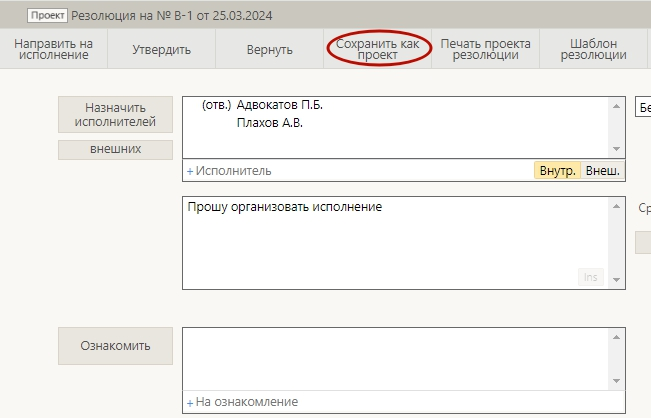 Проект Резолюция на № В-1 от 25.03.2024
Направить на
исполнение
Утвердить
Вернуть
Сохранить как
проект
Печать проекта
резолюции
Шаблон
резолюции
Назначить
исполнителей
внешних
(отв.) Адвокатов П.Б.
Плахов А.В.
+ Исполнитель
Внутр. Внеш.
Бе
Прошу организовать исполнение
Ins
Ср
Ознакомить
+ На ознакомление